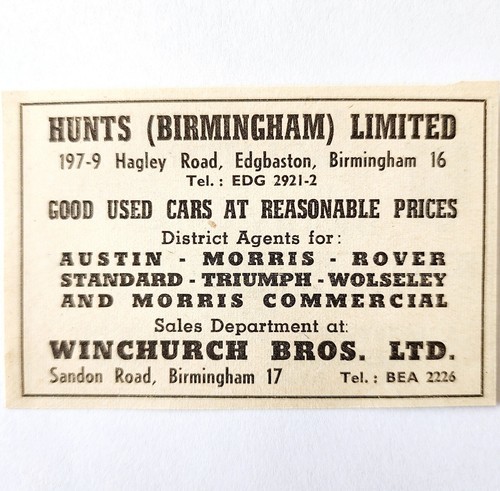 HUNTS (BIRMINGHAM) LIMITED
197-9 Hagley Road, Edgbaston, Birmingham 16
Tel.: EDG 2921-2
GOOD USED CARS AT REASONABLE PRICES
District Agents for:
AUSTIN - MORRIS - ROVER
STANDARD - TRIUMPH - WOLSELEY
AND MORRIS COMMERCIAL
Sales Department at:
WINCHURCH BROS. LTD.
Sandon Road, Birmingham 17 Tel.: BEA 2226